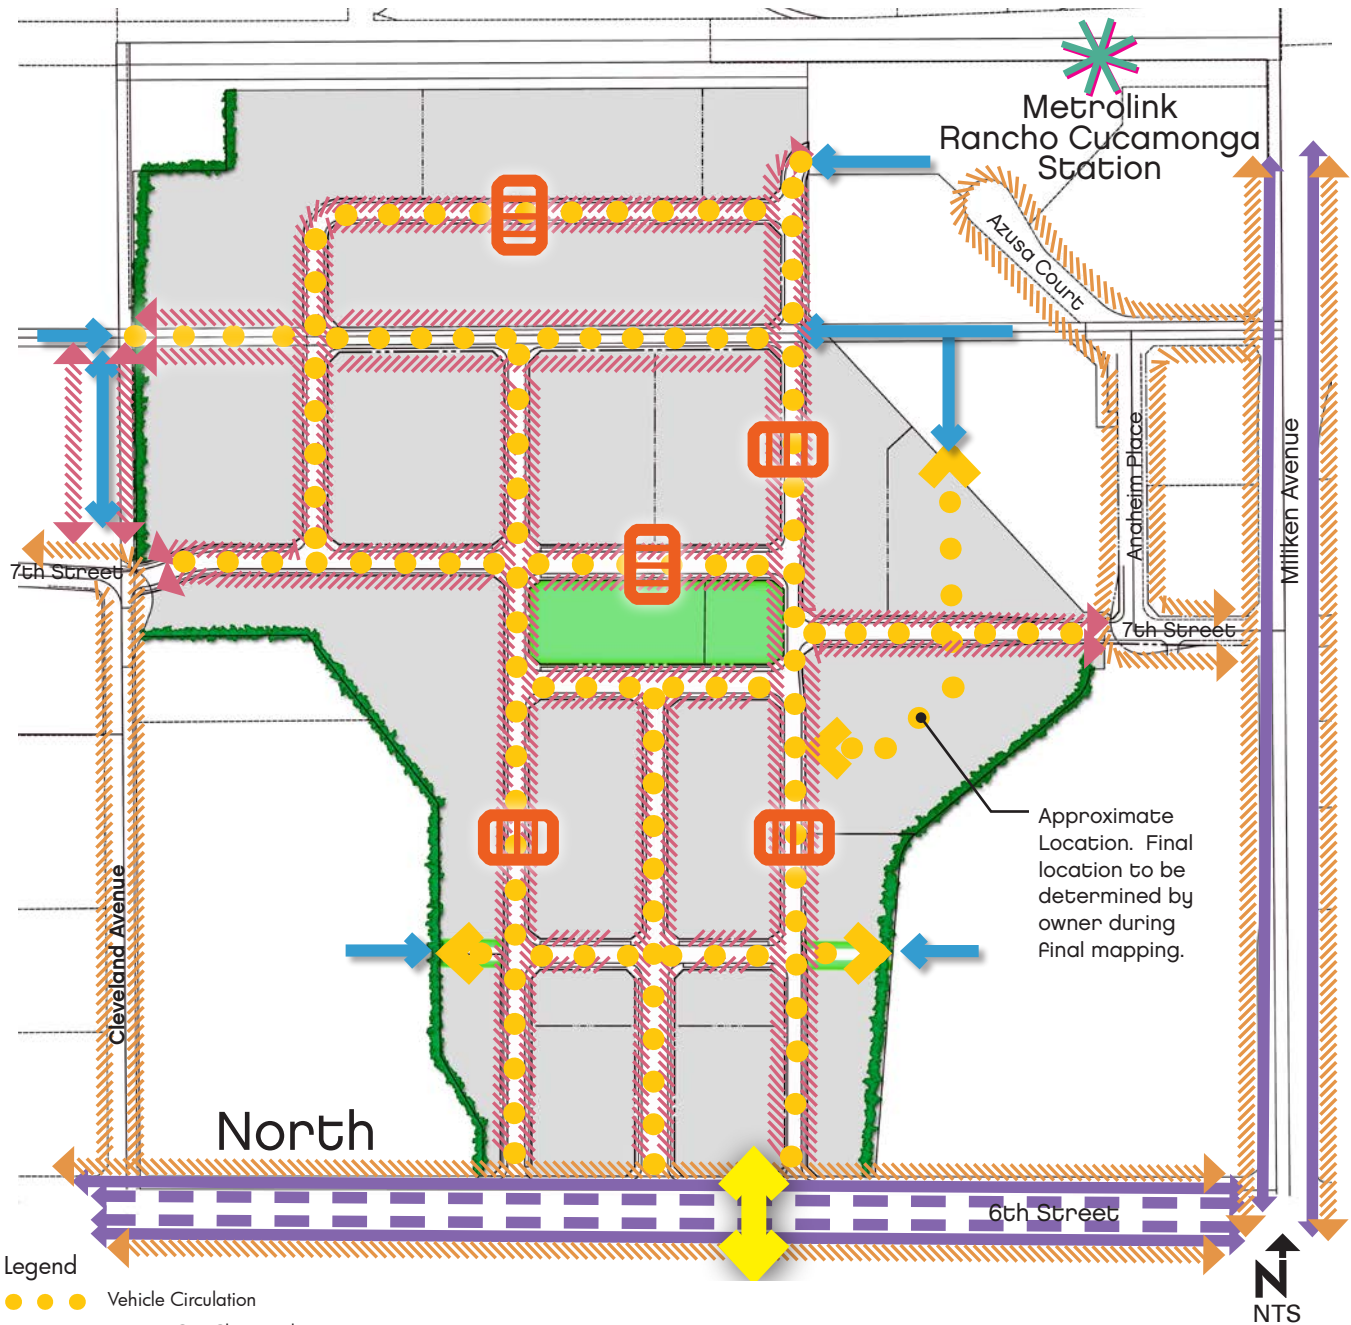 Metrolink
Rancho Cucamonga
Station
Azusa Court
Anaheim Place
Milliken Avenue
7th Street
7th Street
Approximate
Location. Final
location to be
determined by
owner during
final mapping.
Cleveland Avenue
North
6th Street
Legend
Vehicle Circulation
N
NTS